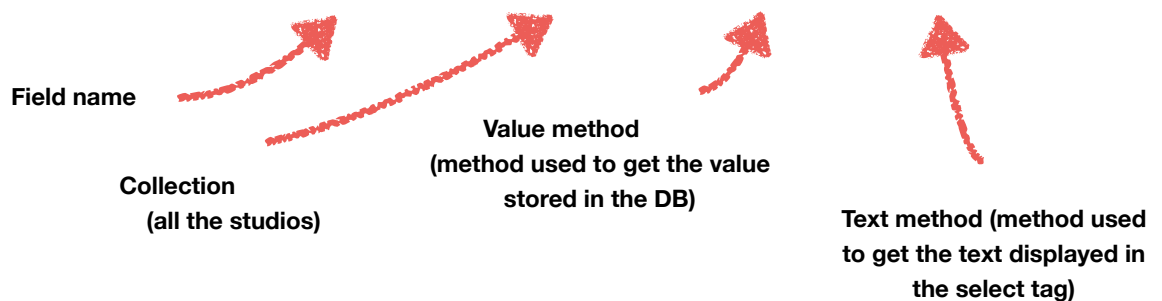 Field name
Collection
(all the studios)
Value method
(method used to get the value
stored in the DB)
Text method (method used
to get the text displayed in
the select tag)